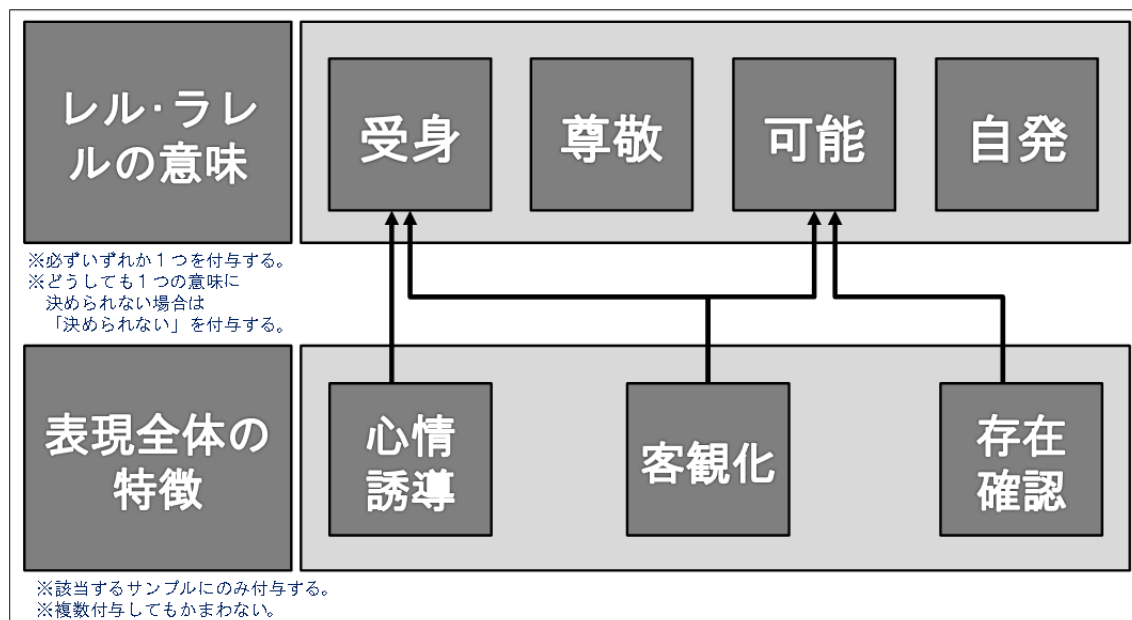 レル・ラレ
ルの意味
受身
尊敬
可能
自発
※必ずいずれか1つを付与する。
※どうしても1つの意味に
決められない場合は
「決められない」を付与する。
表現全体の
特徴
心情
誘導
客観化
存在
確認
※該当するサンプルにのみ付与する。
※複数付与してもかまわない。